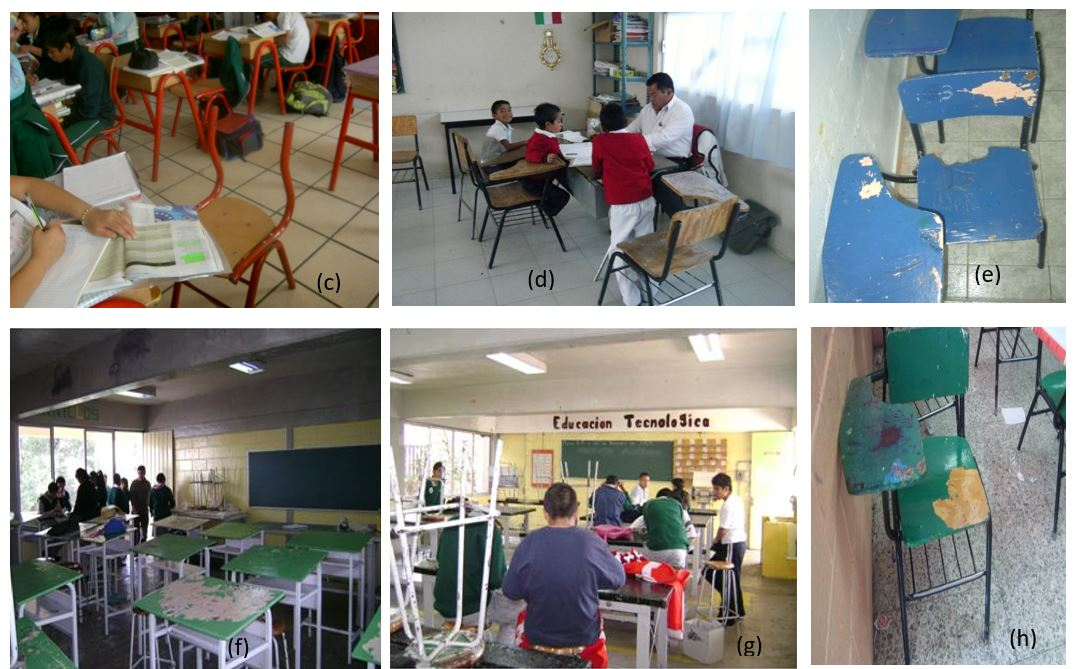 (c)
(d)
(e)
Educacion Tecnologica
(f)
(g)
(h)